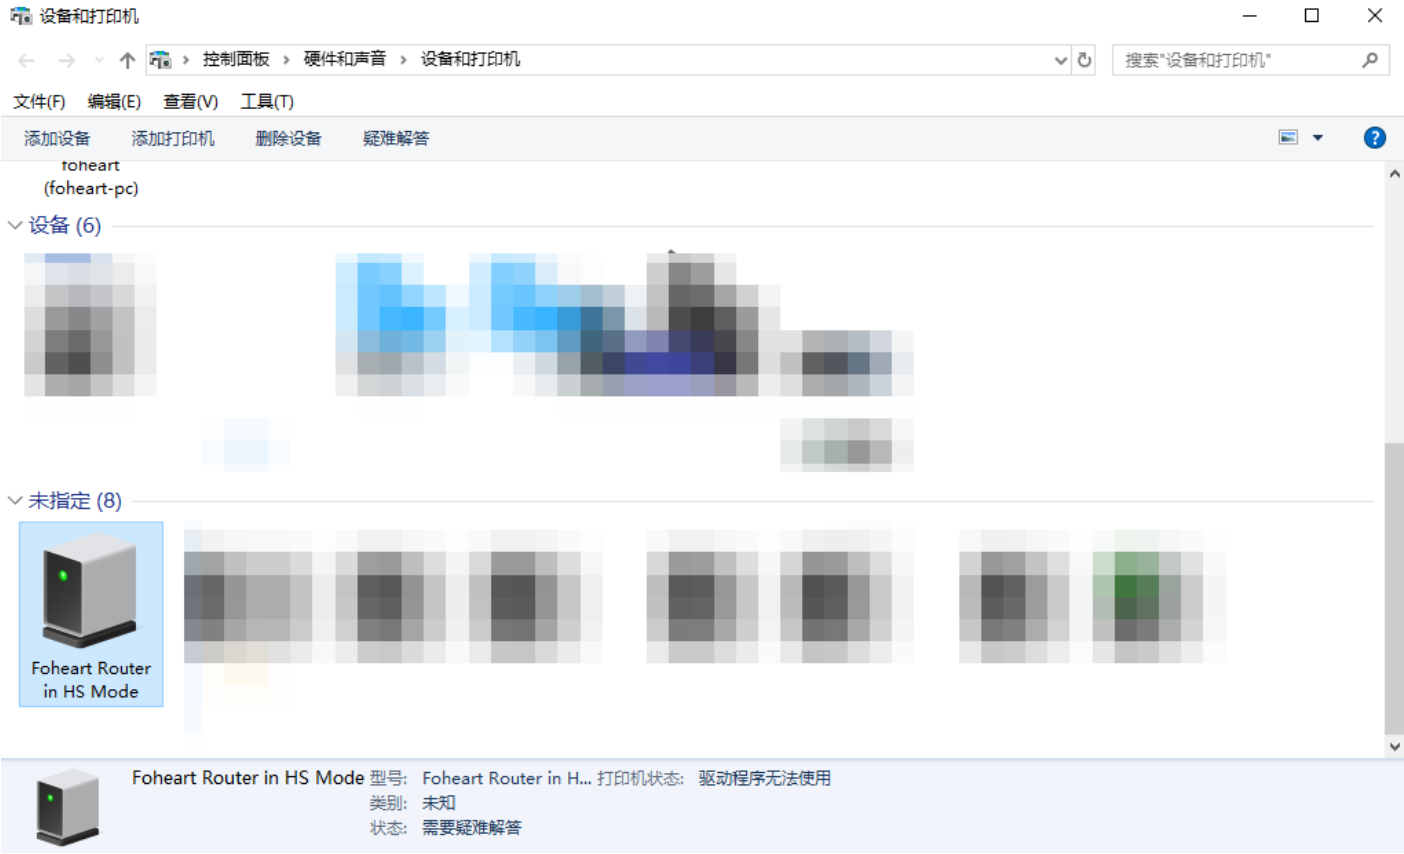 设备和打印机
控制面板 › 硬件和声音 › 设备和打印机
搜索"设备和打印机"
文件(F) 编辑(E) 查看(V) 工具(T)
添加设备 添加打印机 删除设备 疑难解答
foheart
(foheart-pc)
设备 (6)
未指定 (8)
Foheart Router
in HS Mode
Foheart Router in HS Mode 型号: Foheart Router in H... 打印机状态: 驱动程序无法使用
类别: 未知
状态: 需要疑难解答